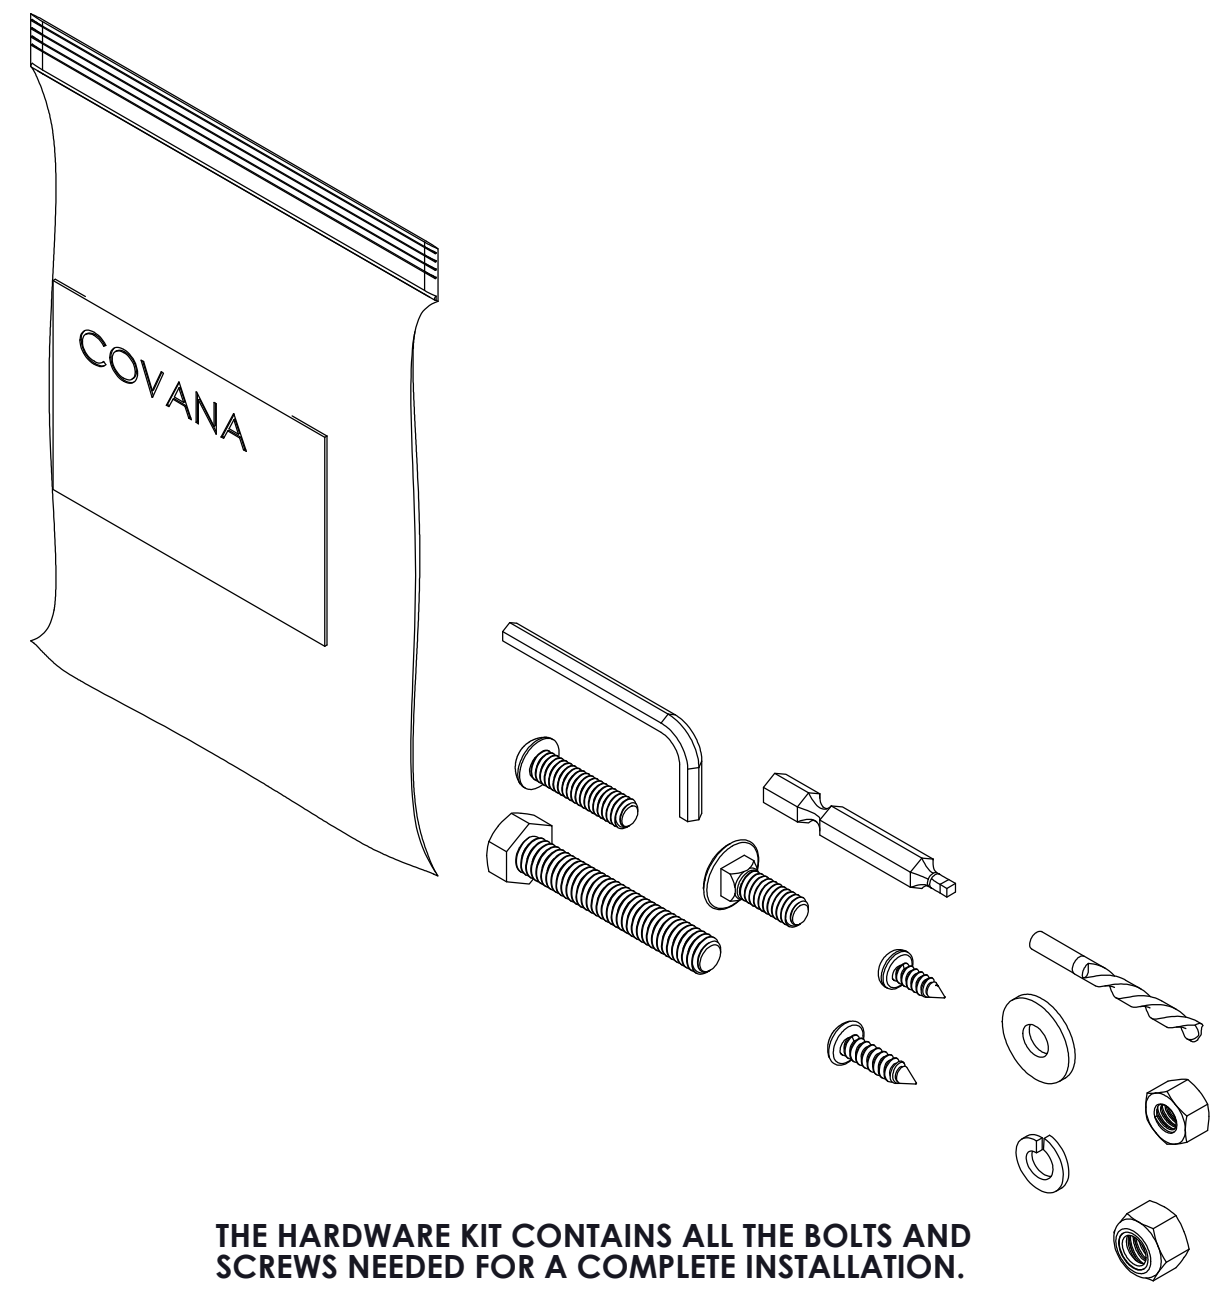 COVANA
THE HARDWARE KIT CONTAINS ALL THE BOLTS AND
SCREWS NEEDED FOR A COMPLETE INSTALLATION.